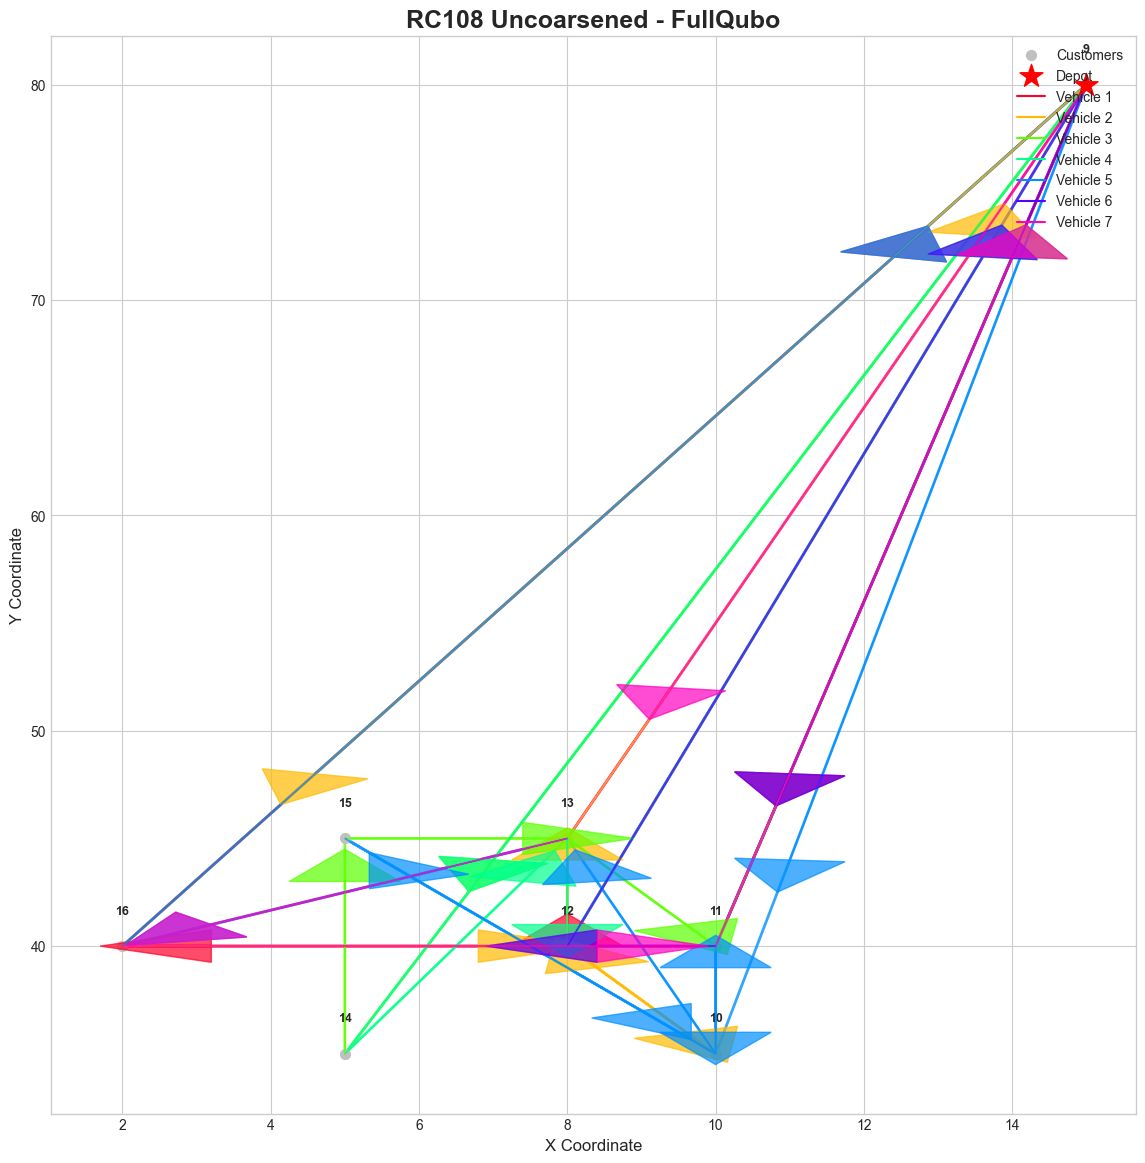 RC108 Uncoarsened - FullQubo
9
Customers
Depot
Vehicle 1
Vehicle 2
Vehicle 3
Vehicle 4
Vehicle 5
Vehicle 6
Vehicle 7
80
70
60
50
40
Y Coordinate
15
13
16
12
11
14
10
2
4
6
8
10
12
14
X Coordinate